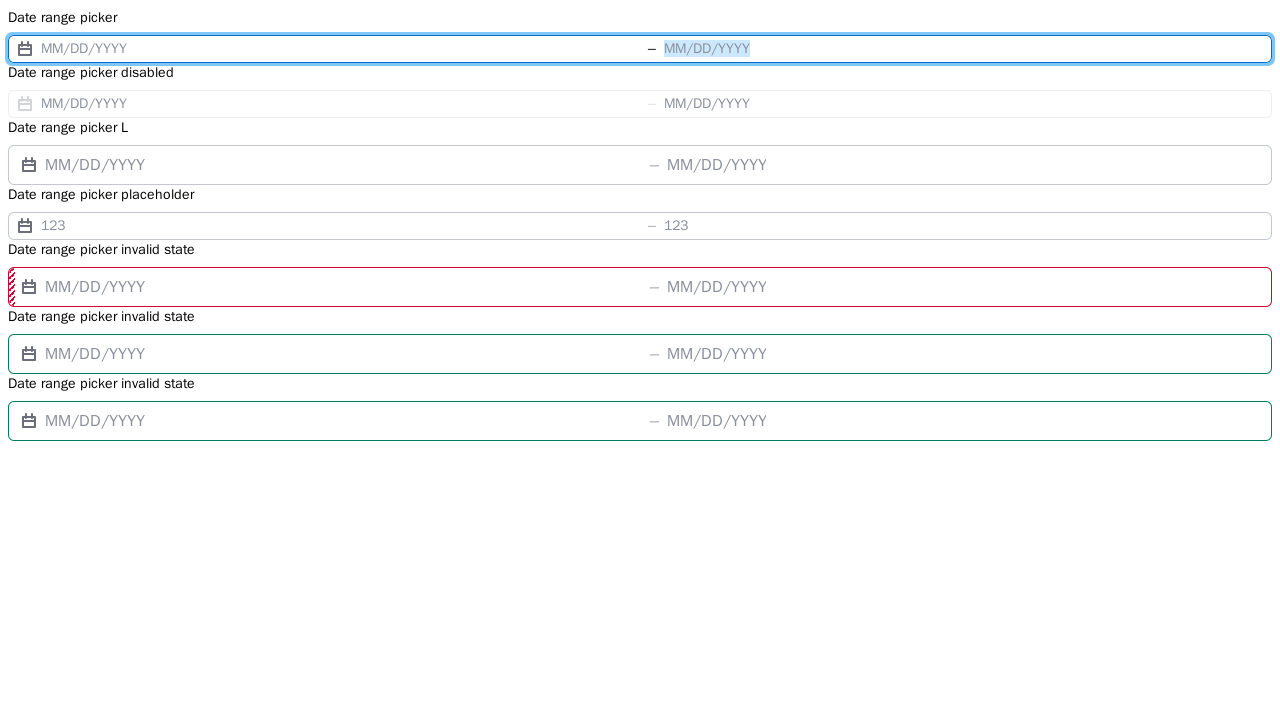 Date range picker
MM/DD/YYYY – MM/DD/YYYY
Date range picker disabled
MM/DD/YYYY – MM/DD/YYYY
Date range picker L
MM/DD/YYYY – MM/DD/YYYY
Date range picker placeholder
123 – 123
Date range picker invalid state
MM/DD/YYYY – MM/DD/YYYY
Date range picker invalid state
MM/DD/YYYY – MM/DD/YYYY
Date range picker invalid state
MM/DD/YYYY – MM/DD/YYYY